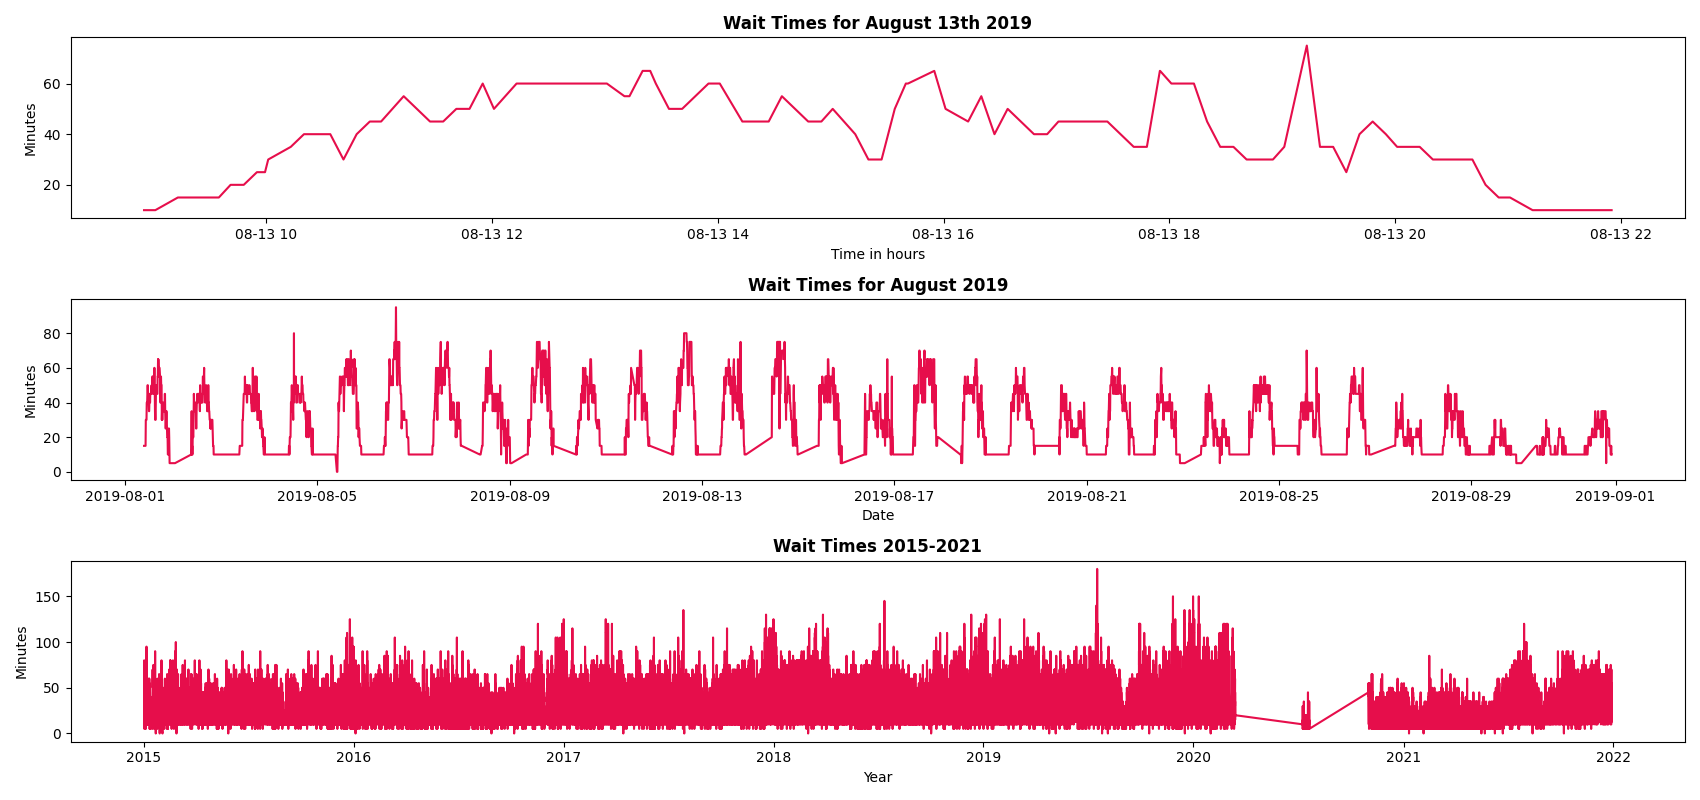 Wait Times for August 13th 2019
Minutes
60
40
20
08-13 10 08-13 12 08-13 14 08-13 16 08-13 18 08-13 20 08-13 22
Time in hours
Wait Times for August 2019
Minutes
80
60
40
20
0
2019-08-01 2019-08-05 2019-08-09 2019-08-13 2019-08-17 2019-08-21 2019-08-25 2019-08-29 2019-09-01
Date
Wait Times 2015-2021
Minutes
150
100
50
0
2015 2016 2017 2018 2019 2020 2021 2022
Year